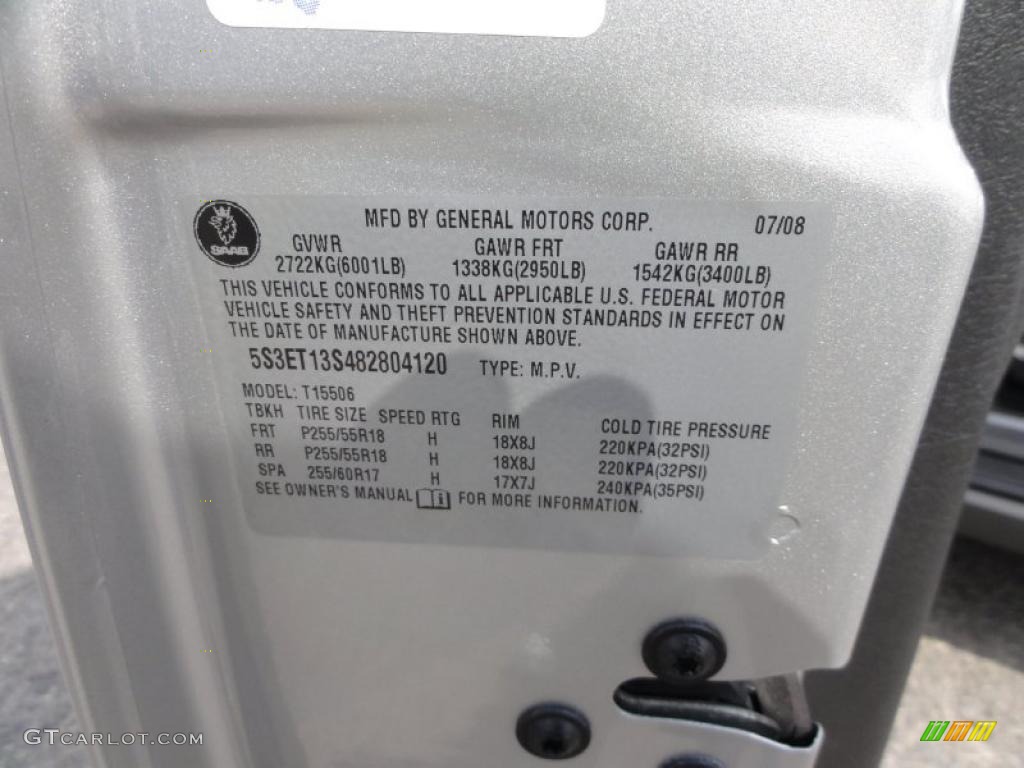 MFD BY GENERAL MOTORS CORP. 07/08
SAAB
GVWR GAWR FRT GAWR RR
2722KG(6001LB) 1338KG(2950LB) 1542KG(3400LB)
THIS VEHICLE CONFORMS TO ALL APPLICABLE U.S. FEDERAL MOTOR
VEHICLE SAFETY AND THEFT PREVENTION STANDARDS IN EFFECT ON
THE DATE OF MANUFACTURE SHOWN ABOVE.
5S3ET13S482804120 TYPE: M.P.V.
MODEL: T15506
TBKH TIRE SIZE SPEED RTG RIM COLD TIRE PRESSURE
FRT P255/55R18 H 18X8J 220KPA(32PSI)
RR P255/55R18 H 18X8J 220KPA(32PSI)
SPA 255/60R17 H 17X7J 240KPA(35PSI)
SEE OWNER'S MANUAL i FOR MORE INFORMATION.
GTCARLOT.COM